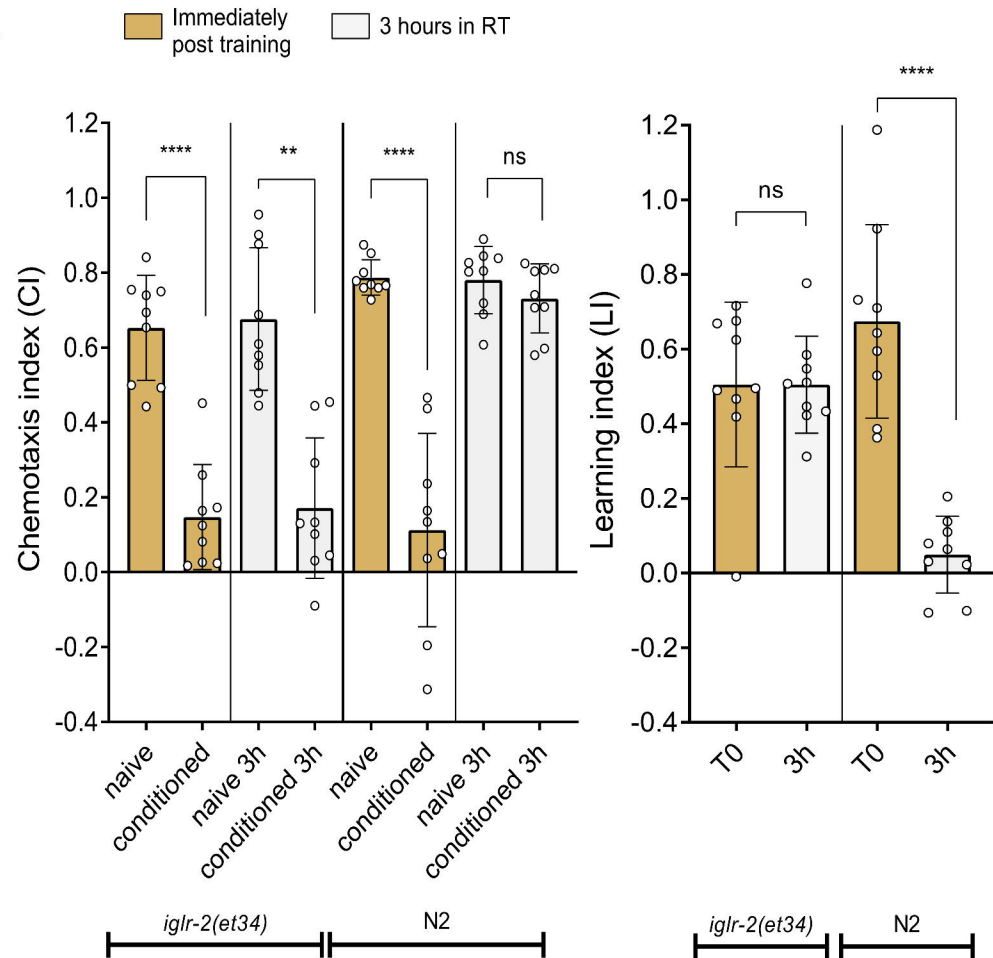 Immediately
post training
3 hours in RT
Chemotaxis index (CI)
1.2
1.0
0.8
0.6
0.4
0.2
0.0
-0.2
-0.4
****
**
****
ns
naive
conditioned
naive 3h
conditioned 3h
naive
conditioned
naive 3h
conditioned 3h
iglr-2(et34)
N2
Learning index (LI)
1.2
1.0
0.8
0.6
0.4
0.2
0.0
-0.2
-0.4
ns
****
T0
3h
T0
3h
iglr-2(et34)
N2